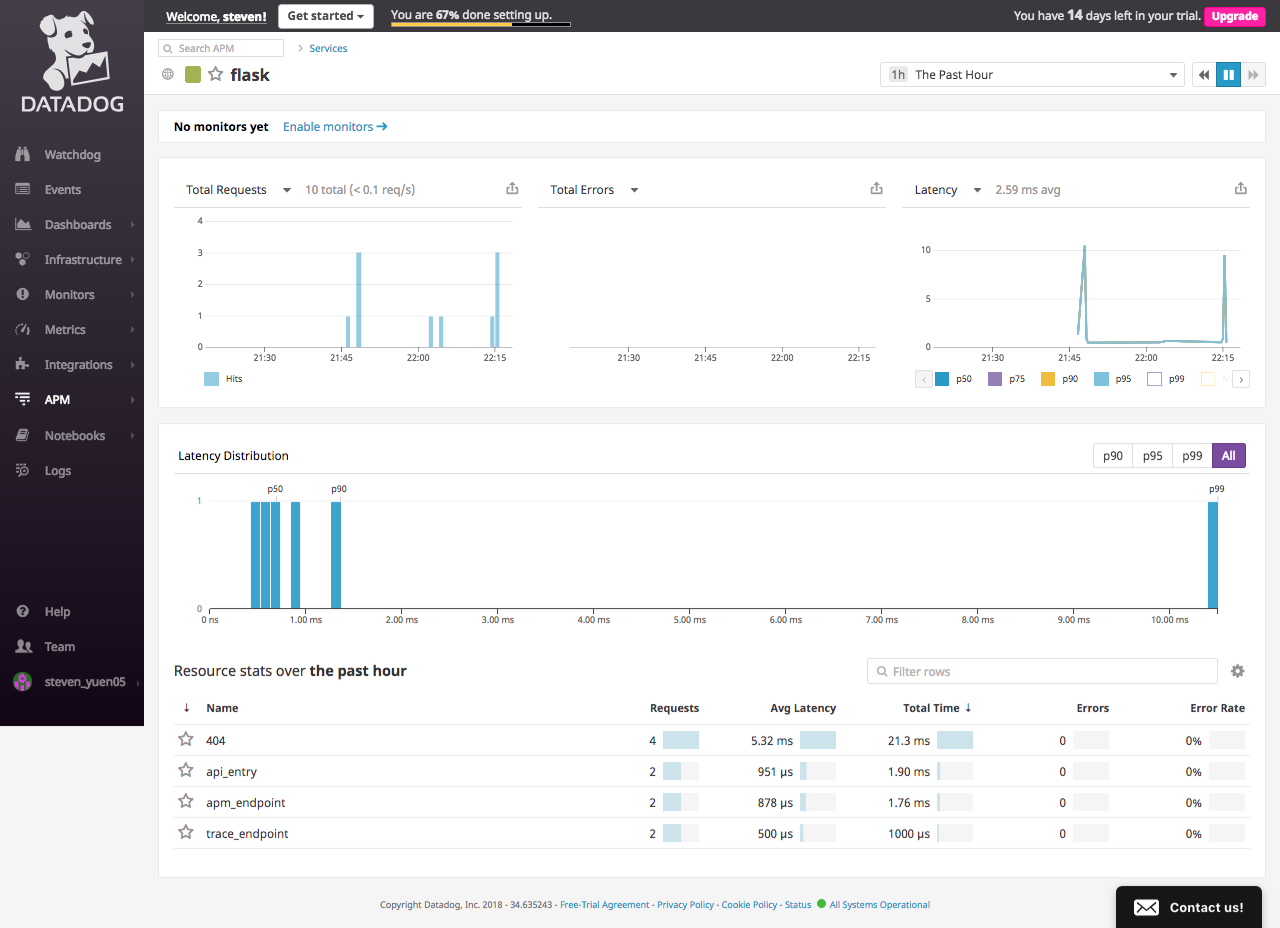 DATADOG
Watchdog
Events
Dashboards
Infrastructure
Monitors
Metrics
Integrations
APM
Notebooks
Logs
Help
Team
steven_yuen05
Welcome, steven! Get started You are 67% done setting up. You have 14 days left in your trial. Upgrade
Search APM > Services
flask 1h The Past Hour
No monitors yet Enable monitors →
Total Requests 10 total (< 0.1 req/s)
4
3
2
1
0
21:30 21:45 22:00 22:15
Hits
Total Errors
21:30 21:45 22:00 22:15
Latency 2.59 ms avg
10
5
0
21:30 21:45 22:00 22:15
p50 p75 p90 p95 p99
Latency Distribution p90 p95 p99 All
p50 p90 p99
1
0
0 ns 1.00 ms 2.00 ms 3.00 ms 4.00 ms 5.00 ms 6.00 ms 7.00 ms 8.00 ms 9.00 ms 10.00 ms
Resource stats over the past hour Filter rows
↓ Name Requests Avg Latency Total Time ↓ Errors Error Rate
404 4 5.32 ms 21.3 ms 0 0%
api_entry 2 951 µs 1.90 ms 0 0%
apm_endpoint 2 878 µs 1.76 ms 0 0%
trace_endpoint 2 500 µs 1000 µs 0 0%
Copyright Datadog, Inc. 2018 - 34.635243 - Free-Trial Agreement - Privacy Policy - Cookie Policy - Status All Systems Operational
Contact us!